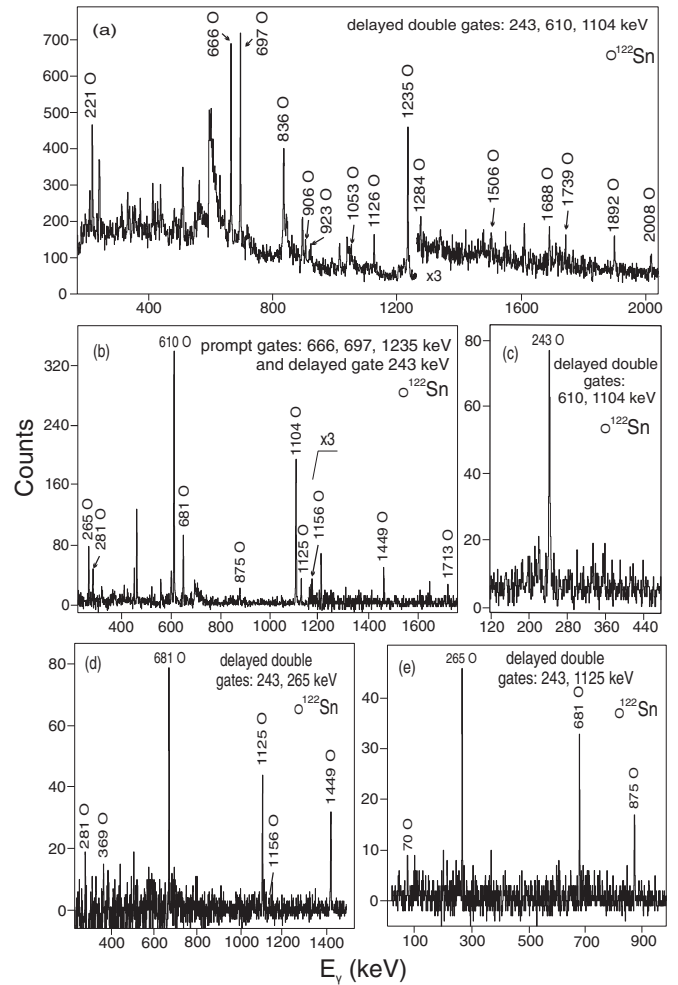 (a)
delayed double gates: 243, 610, 1104 keV
O ¹²²Sn
700
600
500
400
300
200
100
0
221 O
666 O
697 O
836 O
906 O
923 O
1053 O
1126 O
1235 O
1284 O
1506 O
1688 O
1739 O
1892 O
2008 O
x3
400
800
1200
1600
2000
(b)
prompt gates: 666, 697, 1235 keV
and delayed gate 243 keV
O ¹²²Sn
320
240
160
80
0
265 O
281 O
610 O
681 O
875 O
1104 O
1125 O
1156 O
x3
1449 O
1713 O
400
600
800
1000
1200
1400
1600
(c)
243 O
delayed double
gates:
610, 1104 keV
O ¹²²Sn
80
60
40
20
0
120
200
280
360
440
Counts
(d)
681 O
delayed double
gates: 243, 265 keV
O ¹²²Sn
80
60
40
20
0
281 O
369 O
1125 O
1156 O
1449 O
400
600
800
1000
1200
1400
(e)
265 O
delayed double
gates: 243, 1125 keV
O ¹²²Sn
40
30
20
10
0
70 O
681 O
875 O
100
300
500
700
900
Eγ (keV)